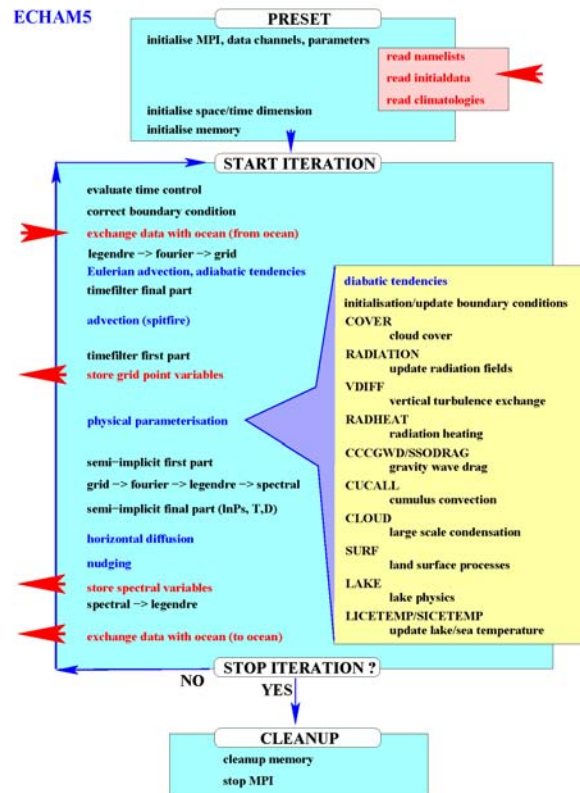 ECHAM5
PRESET
initialise MPI, data channels, parameters
read namelists
read initialdata
read climatologies
initialise space/time dimension
initialise memory
START ITERATION
evaluate time control
correct boundary condition
exchange data with ocean (from ocean)
legendre -> fourier -> grid
Eulerian advection, adiabatic tendencies
timefilter final part
advection (spitfire)
timefilter first part
store grid point variables
physical parameterisation
semi-implicit first part
grid -> fourier -> legendre -> spectral
semi-implicit final part (lnPs, T,D)
horizontal diffusion
nudging
store spectral variables
spectral -> legendre
exchange data with ocean (to ocean)
diabatic tendencies
initialisation/update boundary conditions
COVER
cloud cover
RADIATION
update radiation fields
VDIFF
vertical turbulence exchange
RADHEAT
radiation heating
CCCGWD/SSODRAG
gravity wave drag
CUCALL
cumulus convection
CLOUD
large scale condensation
SURF
land surface processes
LAKE
lake physics
LICETEMP/SICETEMP
update lake/sea temperature
STOP ITERATION ?
NO
YES
CLEANUP
cleanup memory
stop MPI